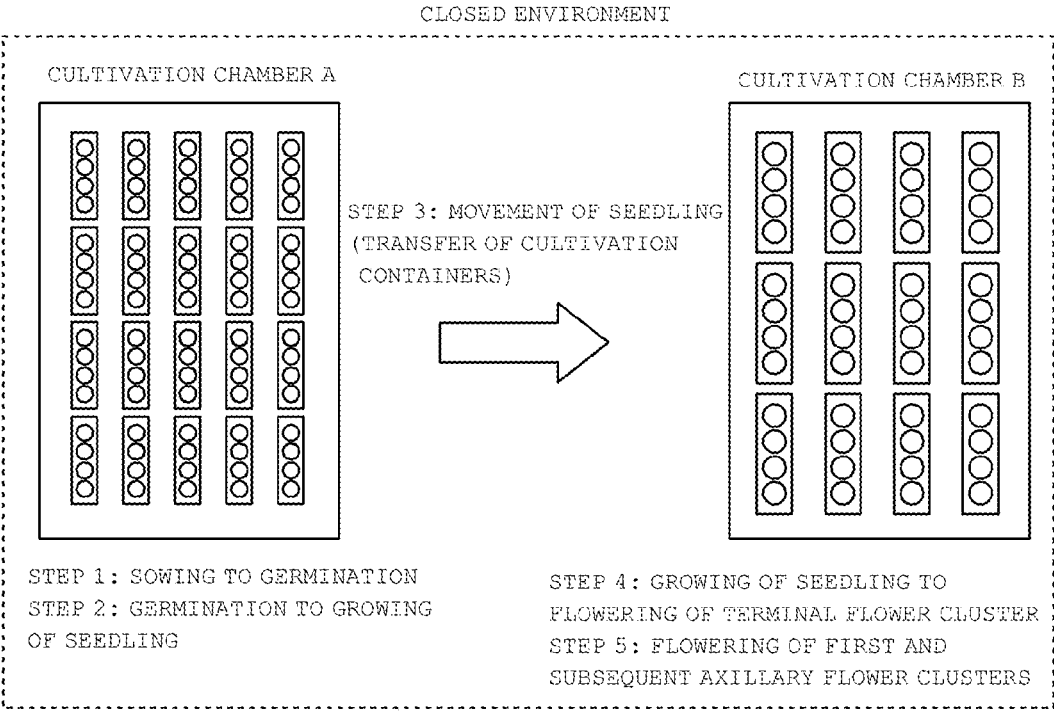 CLOSED ENVIRONMENT
CULTIVATION CHAMBER A
CULTIVATION CHAMBER B
STEP 3: MOVEMENT OF SEEDLING
(TRANSFER OF CULTIVATION
CONTAINERS)
STEP 1: SOWING TO GERMINATION
STEP 2: GERMINATION TO GROWING
OF SEEDLING
STEP 4: GROWING OF SEEDLING TO
FLOWERING OF TERMINAL FLOWER CLUSTER
STEP 5: FLOWERING OF FIRST AND
SUBSEQUENT AXILLARY FLOWER CLUSTERS